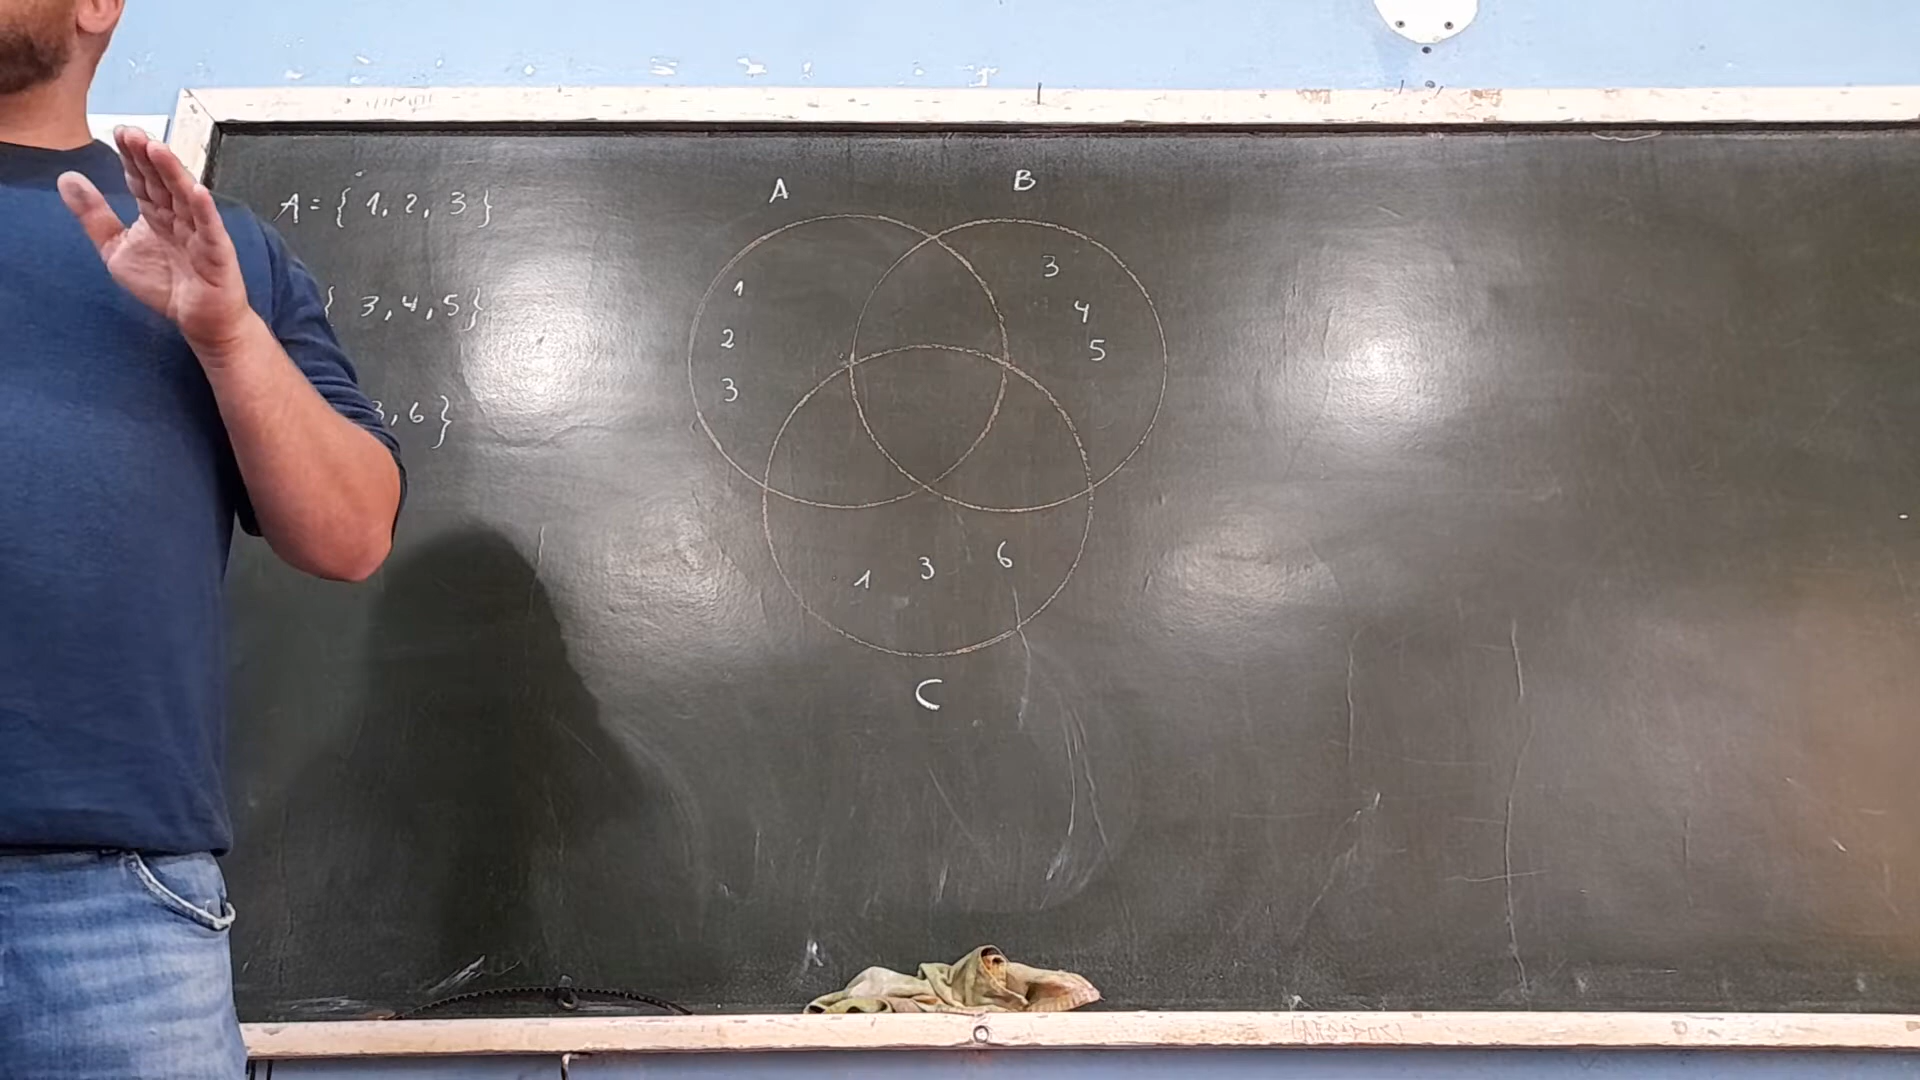 A = { 1, 2, 3 }
{ 3, 4, 5 }
3, 6 }
A
B
1
2
3
3
4
5
1 3 6
C